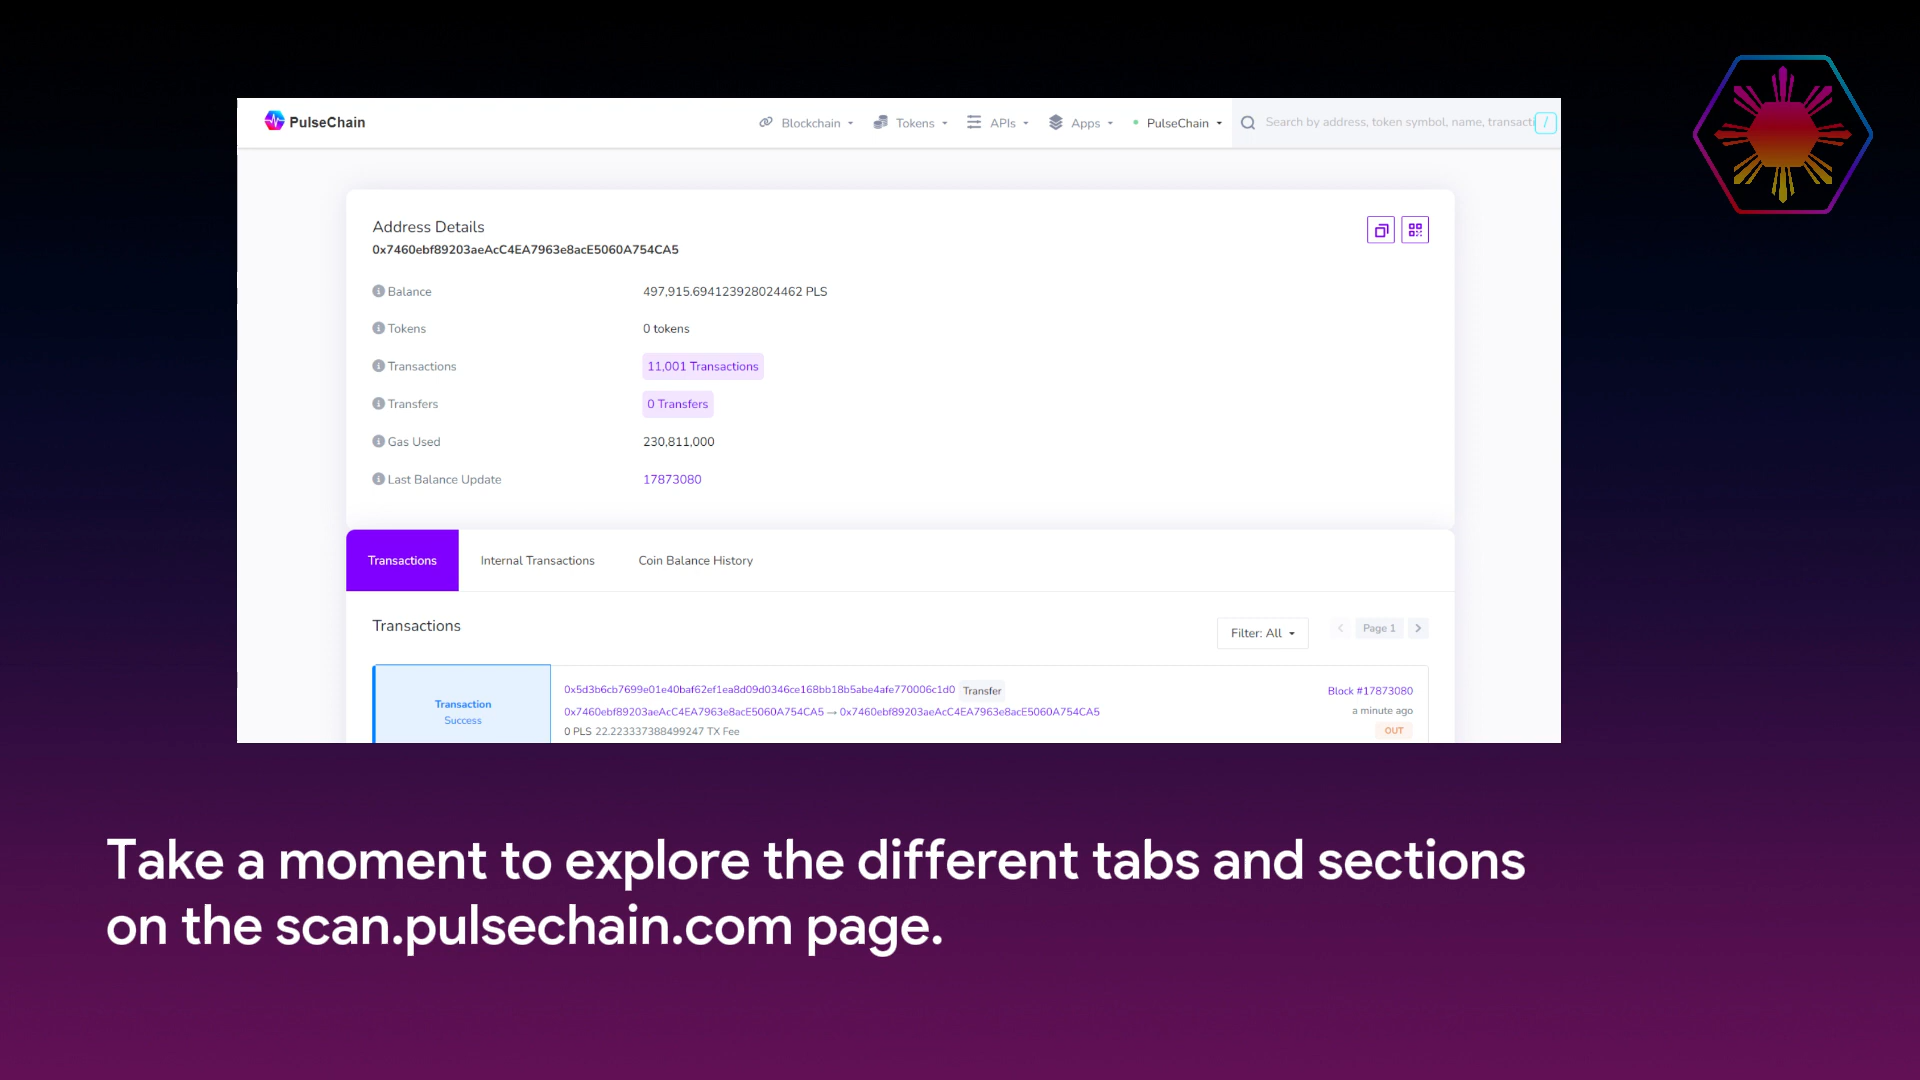 PulseChain
Blockchain
Tokens
APIs
Apps
PulseChain
Search by address, token symbol, name, transacti
/
Address Details
0x7460ebf89203aeAcC4EA7963e8acE5060A754CA5
Balance 497,915.694123928024462 PLS
Tokens 0 tokens
Transactions 11,001 Transactions
Transfers 0 Transfers
Gas Used 230,811,000
Last Balance Update 17873080
Transactions Internal Transactions Coin Balance History
Transactions
Filter: All
Page 1
Transaction
Success
0x5d3b6cb7699e01e40baf62ef1ea8d09d0346ce168bb18b5abe4afe770006c1d0 Transfer
0x7460ebf89203aeAcC4EA7963e8acE5060A754CA5 → 0x7460ebf89203aeAcC4EA7963e8acE5060A754CA5
0 PLS 22.223337388499247 TX Fee
Block #17873080
a minute ago
OUT
Take a moment to explore the different tabs and sections
on the scan.pulsechain.com page.